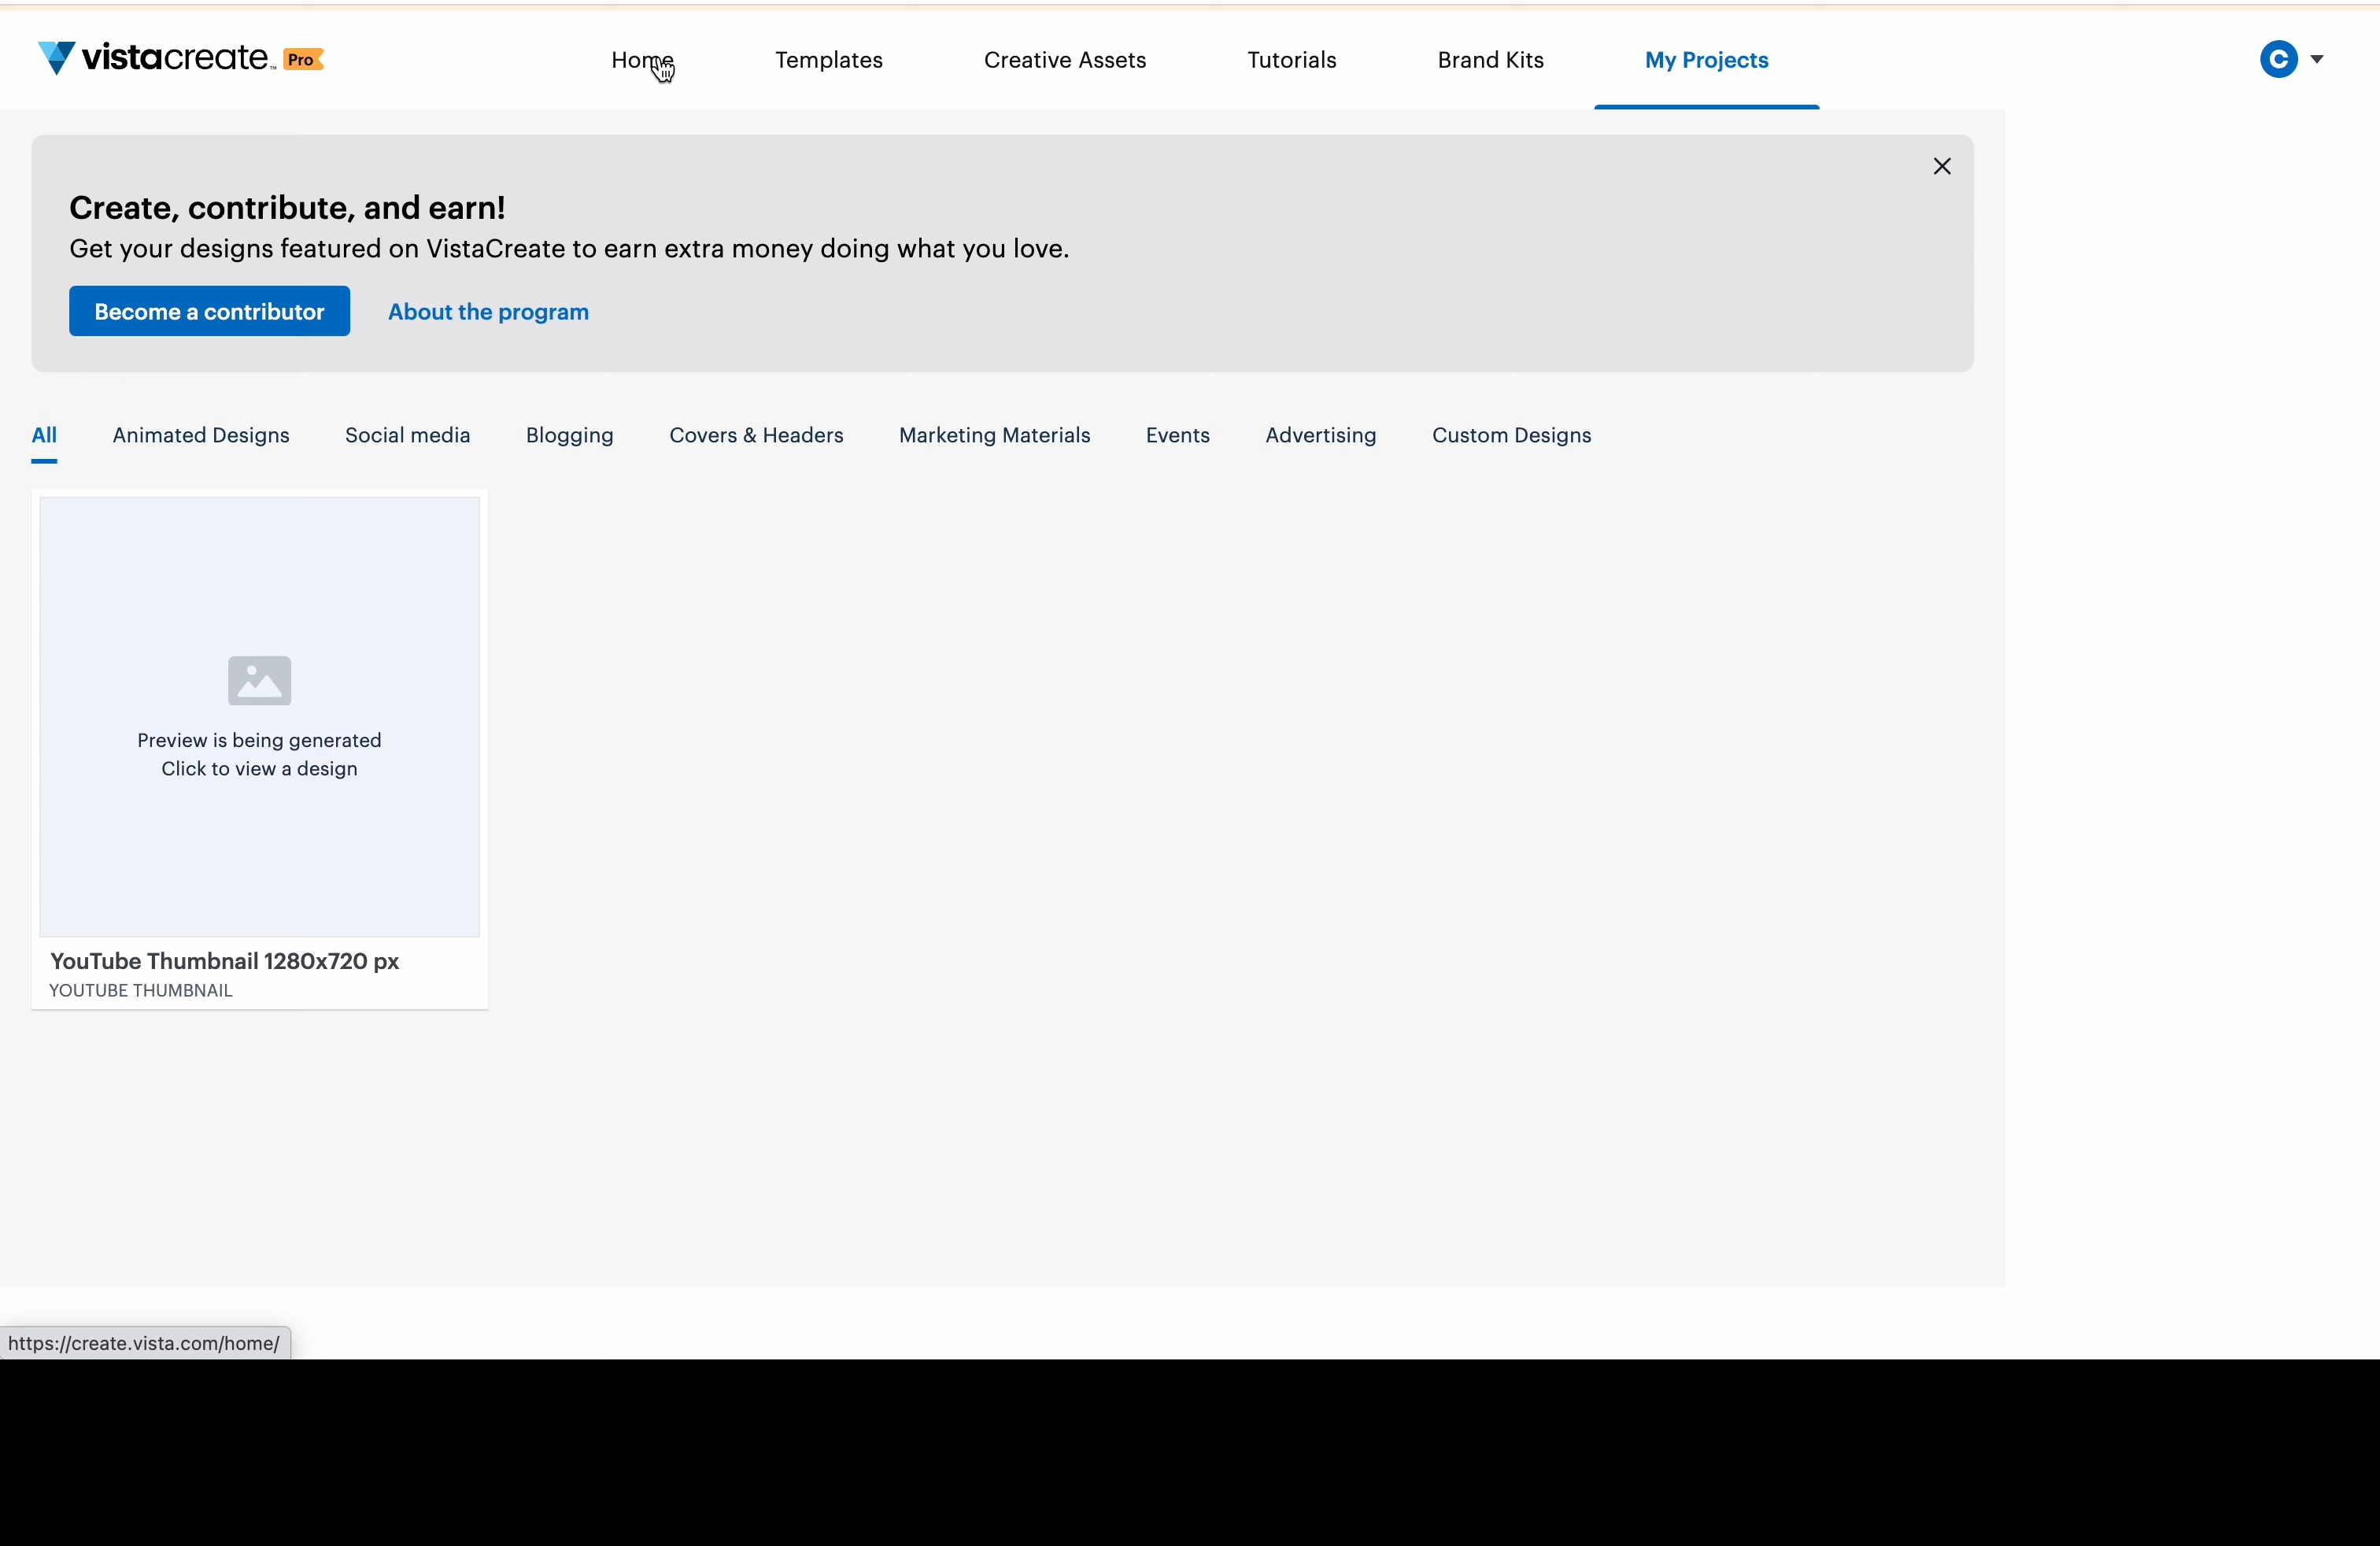 vistacreate™ Pro
Home Templates Creative Assets Tutorials Brand Kits My Projects C
Create, contribute, and earn!
Get your designs featured on VistaCreate to earn extra money doing what you love.
Become a contributor About the program
All Animated Designs Social media Blogging Covers & Headers Marketing Materials Events Advertising Custom Designs
Preview is being generated
Click to view a design
YouTube Thumbnail 1280x720 px
YOUTUBE THUMBNAIL
https://create.vista.com/home/